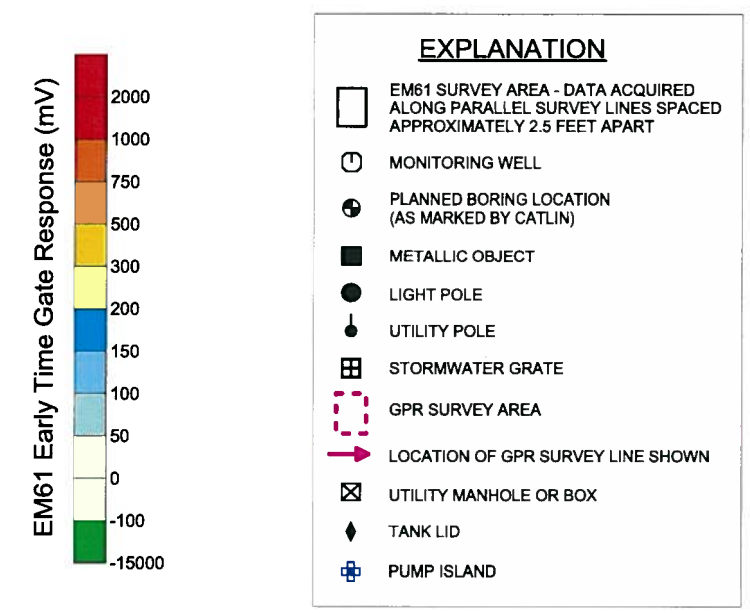 EM61 Early Time Gate Response (mV)
2000
1000
750
500
300
200
150
100
50
0
-100
-15000
EXPLANATION
EM61 SURVEY AREA - DATA ACQUIRED
ALONG PARALLEL SURVEY LINES SPACED
APPROXIMATELY 2.5 FEET APART
MONITORING WELL
PLANNED BORING LOCATION
(AS MARKED BY CATLIN)
METALLIC OBJECT
LIGHT POLE
UTILITY POLE
STORMWATER GRATE
GPR SURVEY AREA
LOCATION OF GPR SURVEY LINE SHOWN
UTILITY MANHOLE OR BOX
TANK LID
PUMP ISLAND